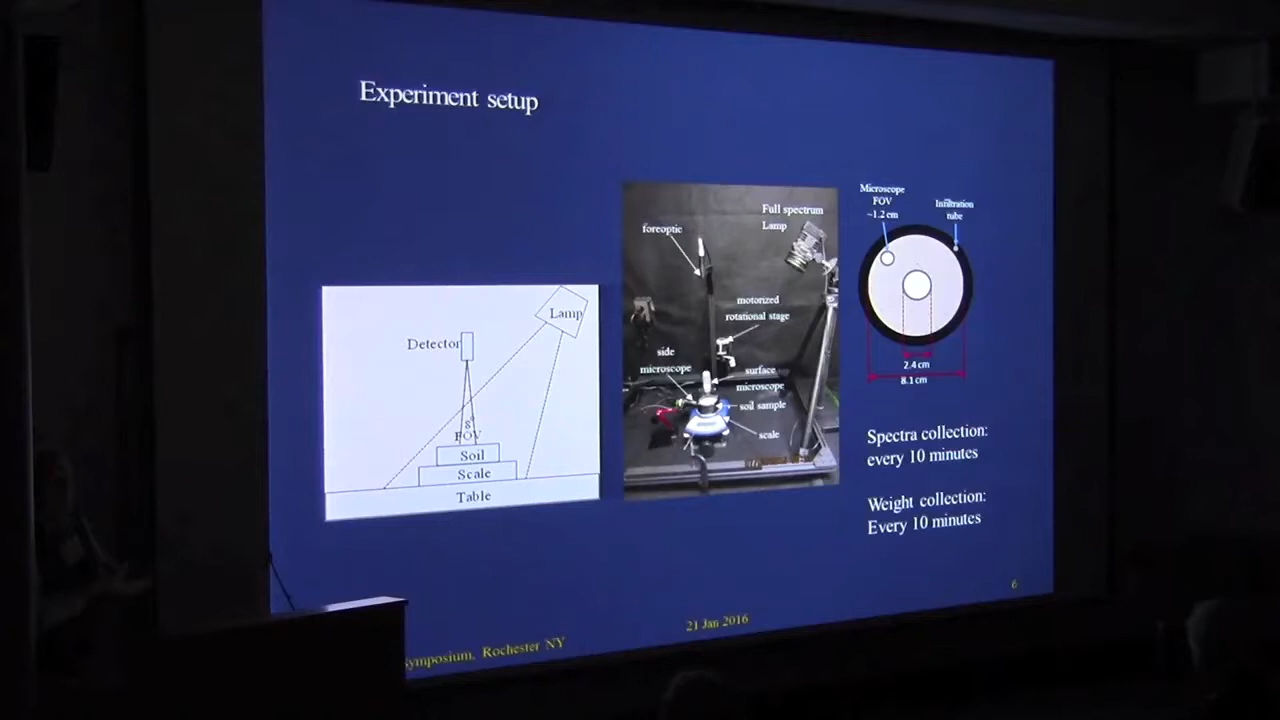 Experiment setup
Lamp
Detector
8°
FOV
Soil
Scale
Table
foreoptic
Full spectrum
Lamp
motorized
rotational stage
side
microscope
surface
microscope
soil sample
scale
Microscope
FOV
~1.2 cm
Infiltration
tube
2.4 cm
8.1 cm
Spectra collection:
every 10 minutes
Weight collection:
Every 10 minutes
ymposium, Rochester NY
21 Jan 2016
6